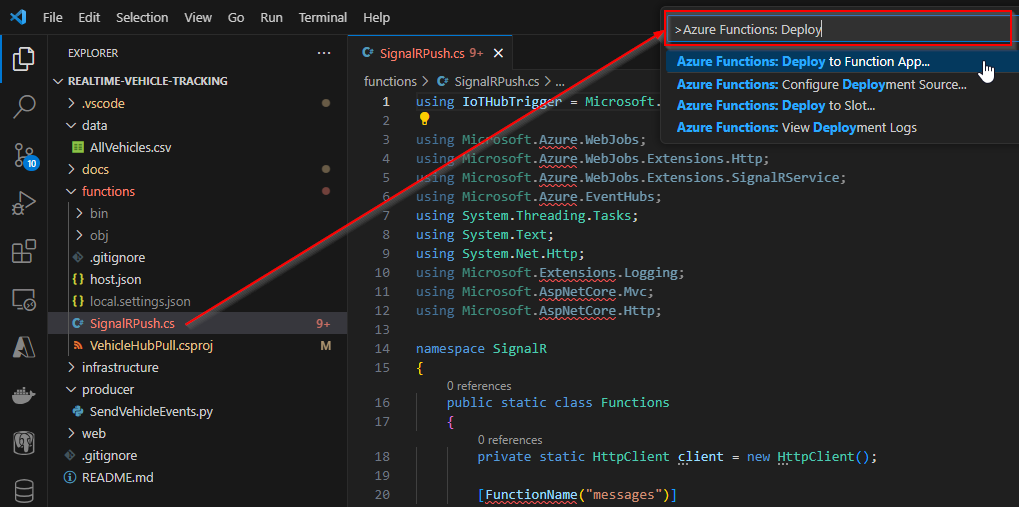 File Edit Selection View Go Run Terminal Help
>Azure Functions: Deploy
Azure Functions: Deploy to Function App...
Azure Functions: Configure Deployment Source...
Azure Functions: Deploy to Slot...
Azure Functions: View Deployment Logs
EXPLORER
REALTIME-VEHICLE-TRACKING
.vscode
data
AllVehicles.csv
docs
functions
bin
obj
.gitignore
host.json
local.settings.json
SignalRPush.cs 9+
VehicleHubPull.csproj M
infrastructure
producer
SendVehicleEvents.py
web
.gitignore
README.md
10
SignalRPush.cs 9+
functions > SignalRPush.cs > ...
1 using IoTHubTrigger = Microsoft.
2
3 using Microsoft.Azure.WebJobs;
4 using Microsoft.Azure.WebJobs.Extensions.Http;
5 using Microsoft.Azure.WebJobs.Extensions.SignalRService;
6 using Microsoft.Azure.EventHubs;
7 using System.Threading.Tasks;
8 using System.Text;
9 using System.Net.Http;
10 using Microsoft.Extensions.Logging;
11 using Microsoft.AspNetCore.Mvc;
12 using Microsoft.AspNetCore.Http;
13
14 namespace SignalR
15 {
0 references
16 public static class Functions
17 {
0 references
18 private static HttpClient client = new HttpClient();
19
20 [FunctionName("messages")]